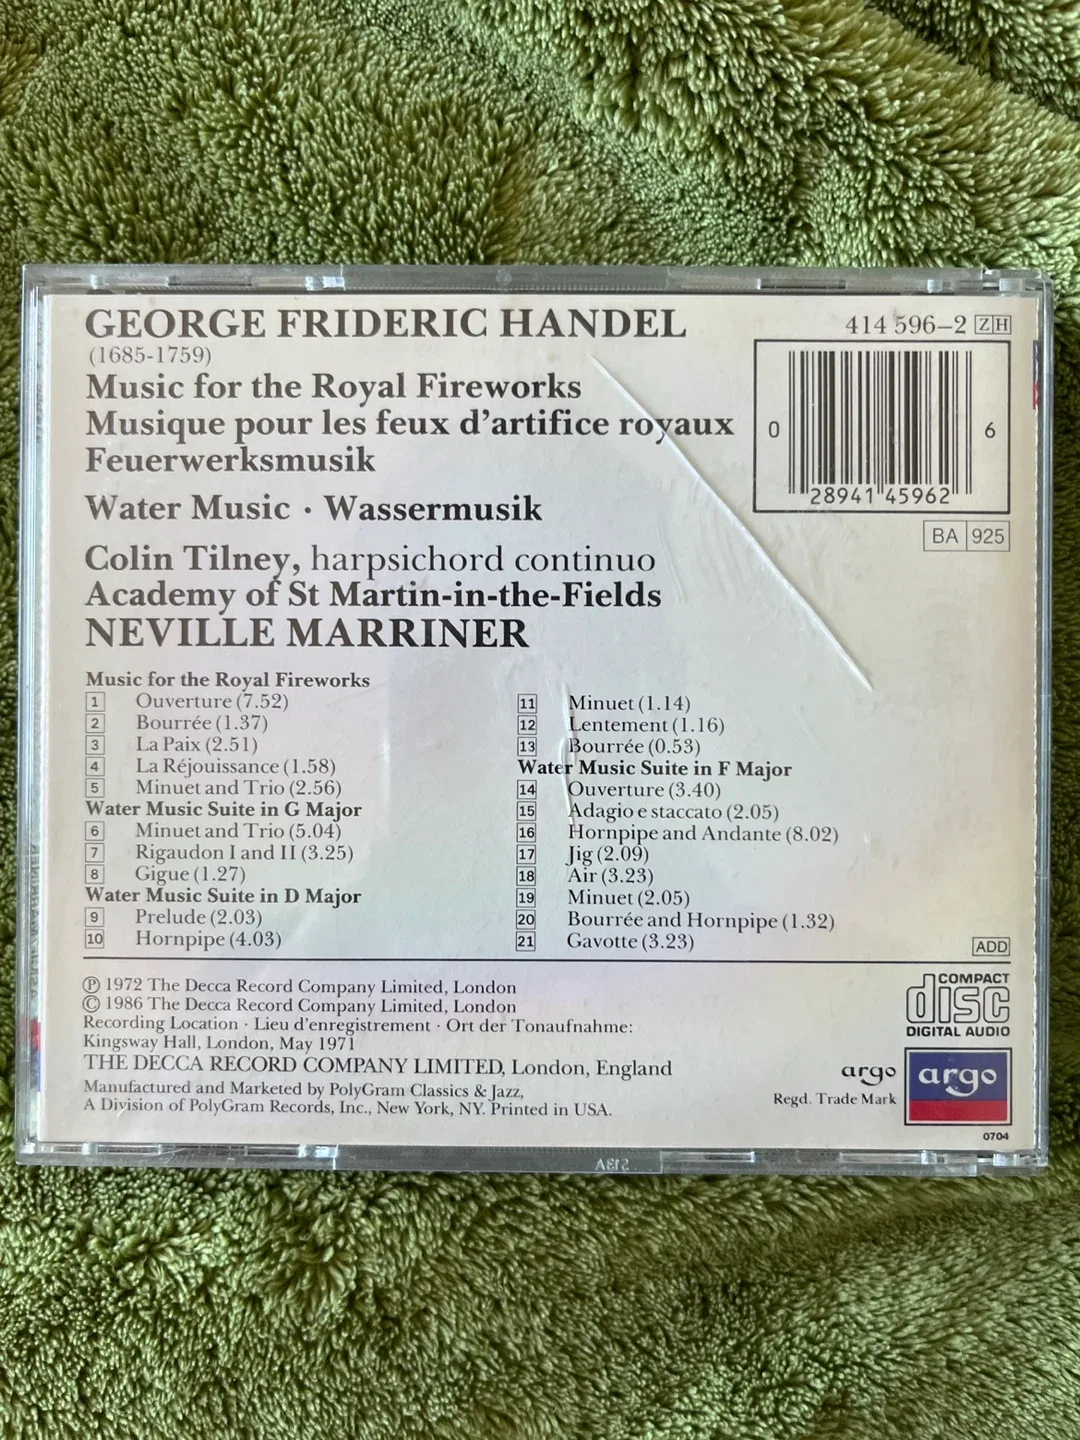 GEORGE FRIDERIC HANDEL
(1685-1759)
Music for the Royal Fireworks
Musique pour les feux d'artifice royaux
Feuerwerksmusik
Water Music · Wassermusik
Colin Tilney, harpsichord continuo
Academy of St Martin-in-the-Fields
NEVILLE MARRINER
414 596-2 ZH
0 28941 45962 6
BA 925
Music for the Royal Fireworks
1 Ouverture (7.52)
2 Bourrée (1.37)
3 La Paix (2.51)
4 La Réjouissance (1.58)
5 Minuet and Trio (2.56)
Water Music Suite in G Major
6 Minuet and Trio (5.04)
7 Rigaudon I and II (3.25)
8 Gigue (1.27)
Water Music Suite in D Major
9 Prelude (2.03)
10 Hornpipe (4.03)
11 Minuet (1.14)
12 Lentement (1.16)
13 Bourrée (0.53)
Water Music Suite in F Major
14 Ouverture (3.40)
15 Adagio e staccato (2.05)
16 Hornpipe and Andante (8.02)
17 Jig (2.09)
18 Air (3.23)
19 Minuet (2.05)
20 Bourrée and Hornpipe (1.32)
21 Gavotte (3.23)
ADD
Ⓟ 1972 The Decca Record Company Limited, London
© 1986 The Decca Record Company Limited, London
Recording Location · Lieu d'enregistrement · Ort der Tonaufnahme:
Kingsway Hall, London, May 1971
THE DECCA RECORD COMPANY LIMITED, London, England
Manufactured and Marketed by PolyGram Classics & Jazz,
A Division of PolyGram Records, Inc., New York, NY. Printed in USA.
COMPACT
disc
DIGITAL AUDIO
argo
Regd. Trade Mark
argo
0704